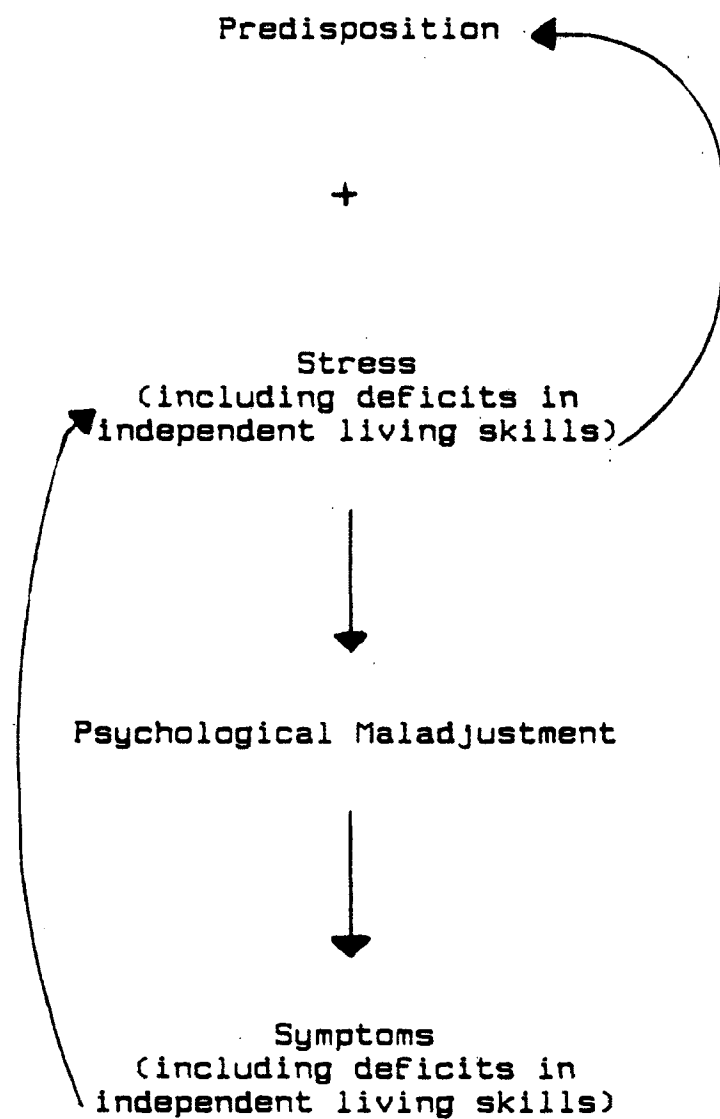 Predisposition
+
Stress
(including deficits in
independent living skills)
Psychological Maladjustment
Symptoms
(including deficits in
independent living skills)